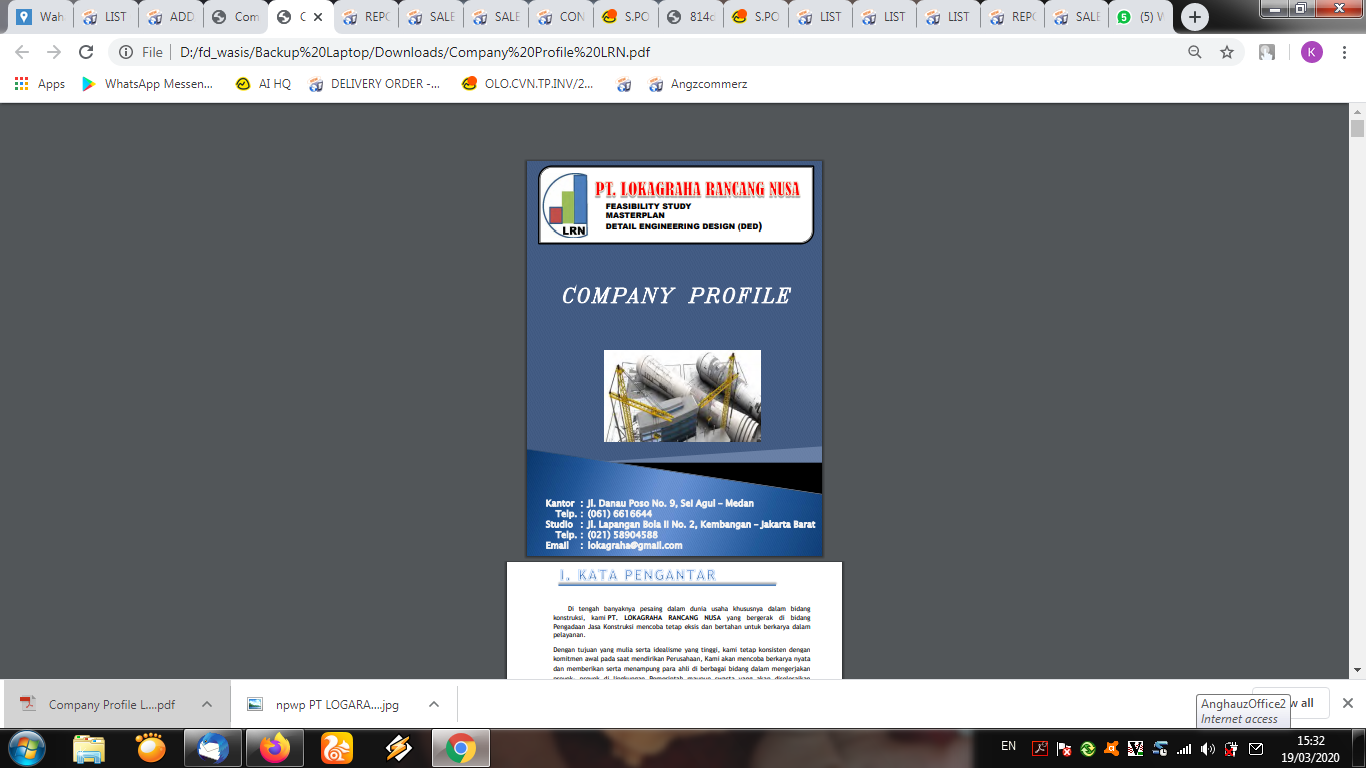 Wah
LIST
ADD
Com
C
REPO
SALE
SALE
CON
S.PO
814c
S.PO
LIST
LIST
LIST
REPO
SALE
(5) W
File | D:/fd_wasis/Backup%20Laptop/Downloads/Company%20Profile%20LRN.pdf
K
Apps
WhatsApp Messen...
AI HQ
DELIVERY ORDER -...
OLO.CVN.TP.INV/2...
Angzcommerz
PT. LOKAGRAHA RANCANG NUSA
FEASIBILITY STUDY
MASTERPLAN
DETAIL ENGINEERING DESIGN (DED)
LRN
COMPANY PROFILE
Kantor : Jl. Danau Poso No. 9, Sei Agul – Medan
Telp. : (061) 6616644
Studio : Jl. Lapangan Bola II No. 2, Kembangan – Jakarta Barat
Telp. : (021) 58904588
Email : lokagraha@gmail.com
I. KATA PENGANTAR
Di tengah banyaknya pesaing dalam dunia usaha khususnya dalam bidang
konstruksi, kami PT. LOKAGRAHA RANCANG NUSA yang bergerak di bidang
Pengadaan Jasa Konstruksi mencoba tetap eksis dan bertahan untuk berkarya dalam
pelayanan.
Dengan tujuan yang mulia serta idealisme yang tinggi, kami tetap konsisten dengan
komitmen awal pada saat mendirikan Perusahaan, Kami akan mencoba berkarya nyata
dan memberikan serta menampung para ahli di berbagai bidang dalam mengerjakan
Company Profile L....pdf
npwp PT LOGARA....jpg
w all
AnghauzOffice2
Internet access
EN
15:32
19/03/2020